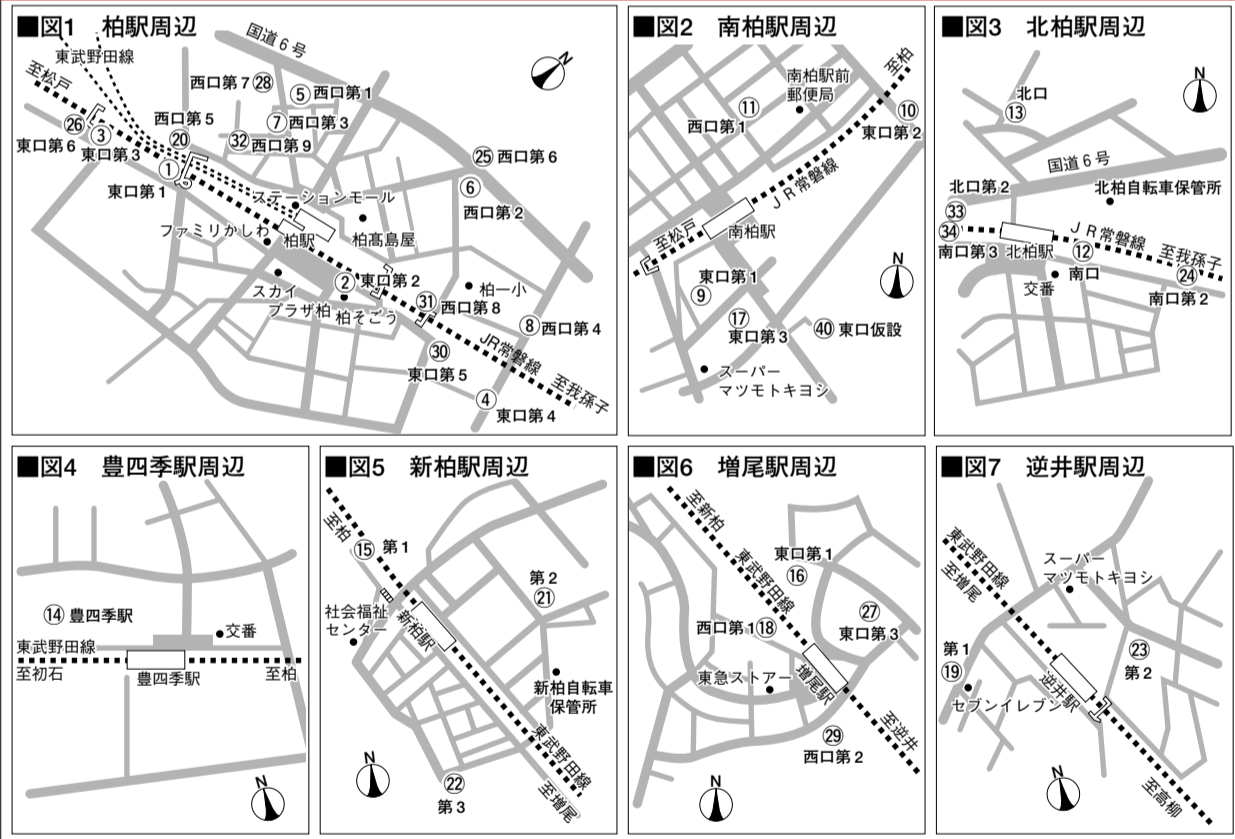 ■図1 柏駅周辺
国道6号
東武野田線
至松戸
西口第7 ㉘
⑤ 西口第1
⑦ 西口第3
西口第5
⑳
㉜ 西口第9
㉖
東口第6
③
東口第3
①
東口第1
㉕ 西口第6
⑥
西口第2
ステーションモール
ファミリかしわ
柏駅
柏髙島屋
スカイ
プラザ柏
②
東口第2
柏そごう
㉛
西口第8
柏一小
⑧ 西口第4
㉚
東口第5
JR常磐線
至我孫子
④
東口第4
N
■図2 南柏駅周辺
至柏
南柏駅前
郵便局
⑪
西口第1
⑩
東口第2
JR常磐線
至松戸
南柏駅
東口第1
⑨
⑰
東口第3
㊵ 東口仮設
スーパー
マツモトキヨシ
N
■図3 北柏駅周辺
北口
⑬
N
国道6号
北口第2
北柏自転車保管所
㉝
㉞
南口第3
北柏駅
JR常磐線
至我孫子
⑫
南口
交番
㉔
南口第2
■図4 豊四季駅周辺
⑭ 豊四季駅
交番
東武野田線
至初石
豊四季駅
至柏
N
■図5 新柏駅周辺
至柏
⑮ 第1
第2
㉑
社会福祉
センター
新柏駅
新柏自転車
保管所
東武野田線
至増尾
㉒
第3
N
■図6 増尾駅周辺
至新柏
東武野田線
東口第1
⑯
㉗
東口第3
西口第1 ⑱
東急ストアー
増尾駅
至逆井
㉙
西口第2
N
■図7 逆井駅周辺
東武野田線
至増尾
スーパー
マツモトキヨシ
第1
⑲
セブンイレブン
逆井駅
㉓
第2
至高柳
N